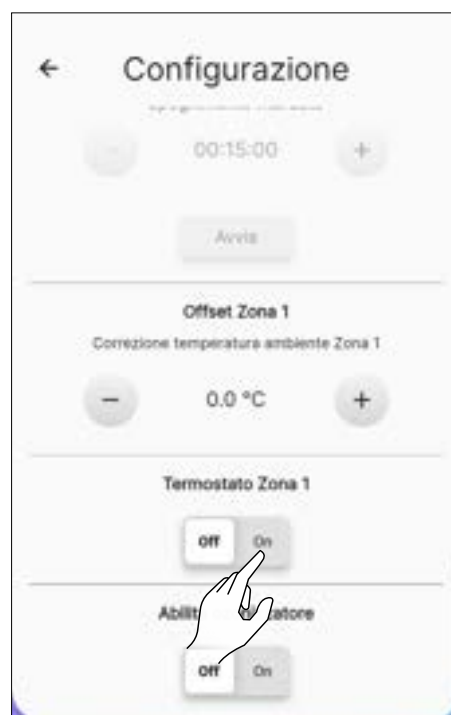 Configurazione
00:15:00
Avvia
Offset Zona 1
Correzione temperatura ambiente Zona 1
0.0 °C
Termostato Zona 1
Off On
Off On